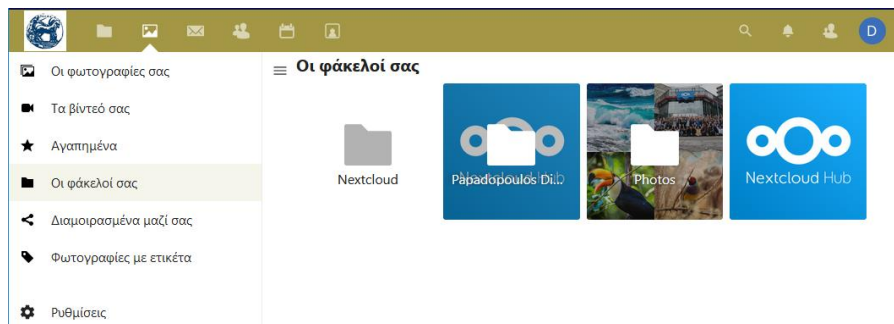 D
Οι φωτογραφίες σας
Τα βίντεό σας
Αγαπημένα
Οι φάκελοί σας
Διαμοιρασμένα μαζί σας
Φωτογραφίες με ετικέτα
Ρυθμίσεις
Οι φάκελοί σας
Nextcloud
Papadopoulos Di...
Photos
Nextcloud Hub